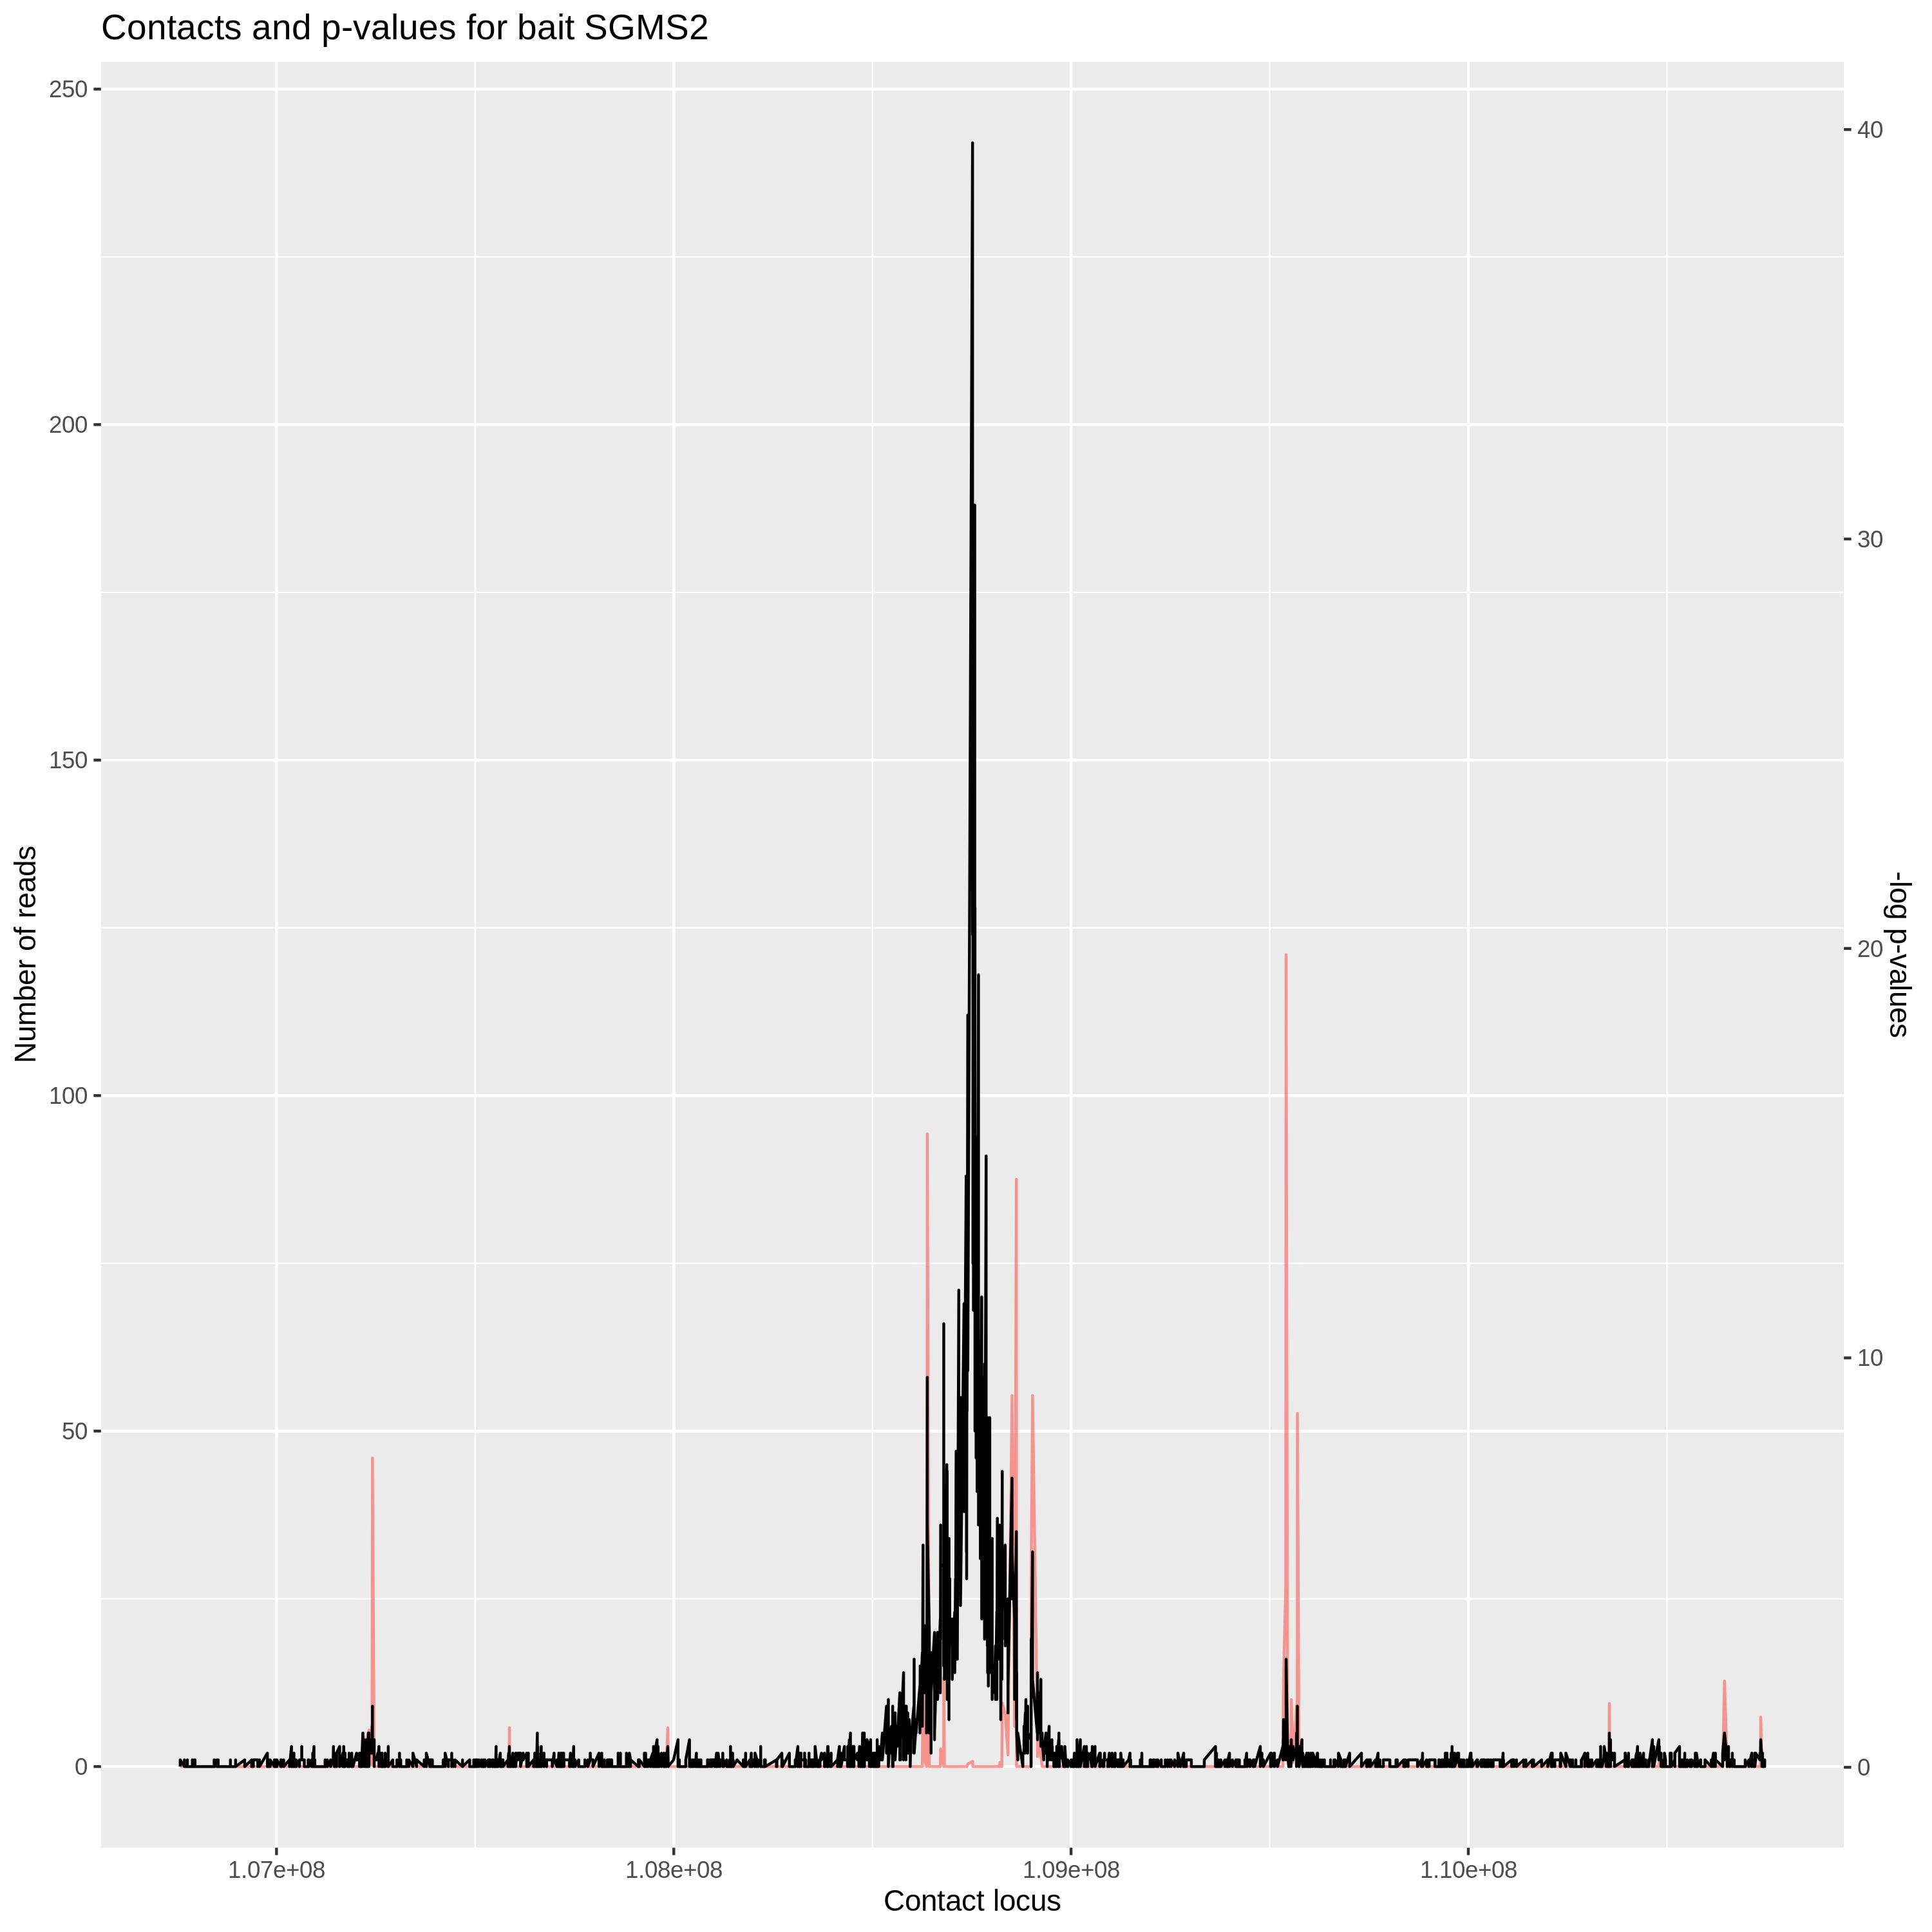 Contacts and p-values for bait SGMS2
250
200
150
100
50
0
Number of reads
40
30
20
10
0
-log p-values
1.07e+08
1.08e+08
1.09e+08
1.10e+08
Contact locus